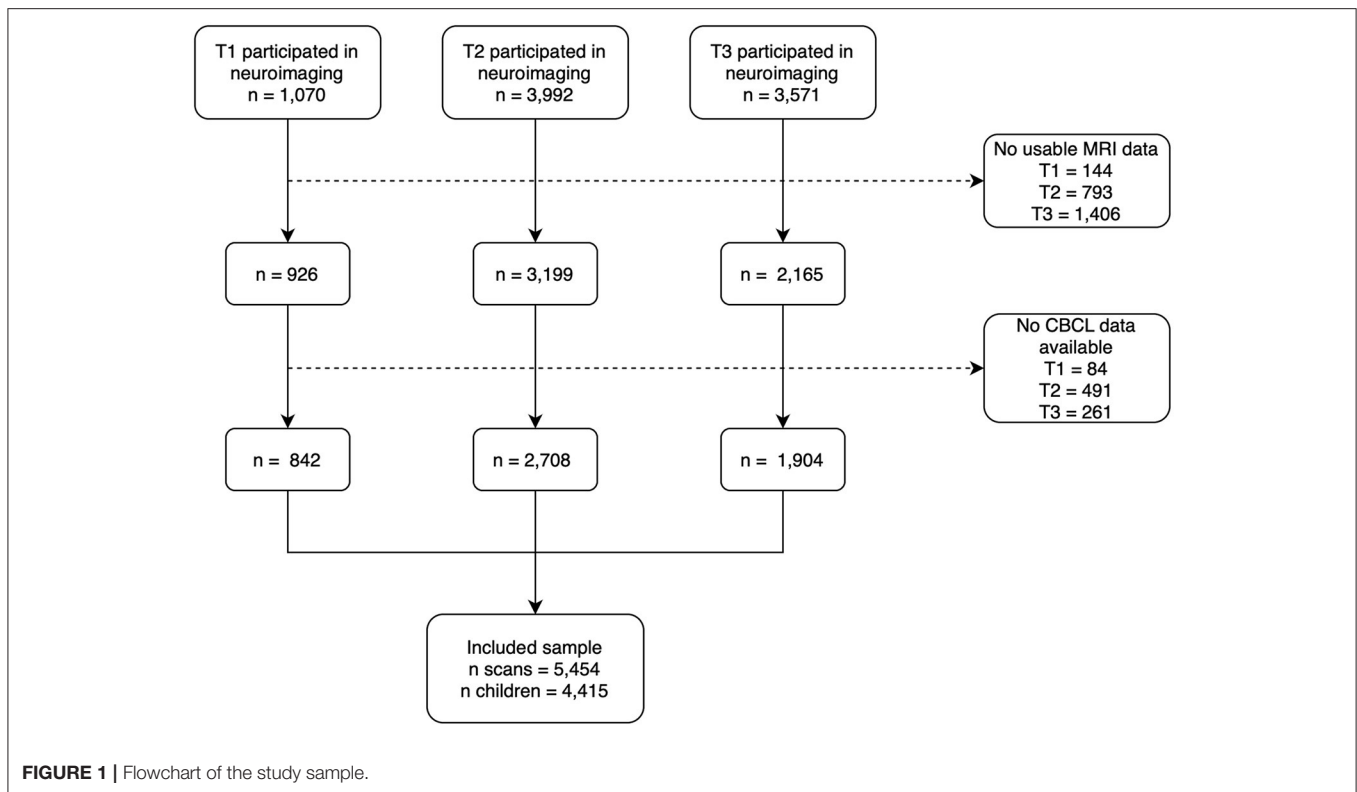 T1 participated in
neuroimaging
n = 1,070
T2 participated in
neuroimaging
n = 3,992
T3 participated in
neuroimaging
n = 3,571
No usable MRI data
T1 = 144
T2 = 793
T3 = 1,406
n = 926
n = 3,199
n = 2,165
No CBCL data
available
T1 = 84
T2 = 491
T3 = 261
n = 842
n = 2,708
n = 1,904
Included sample
n scans = 5,454
n children = 4,415
FIGURE 1 | Flowchart of the study sample.